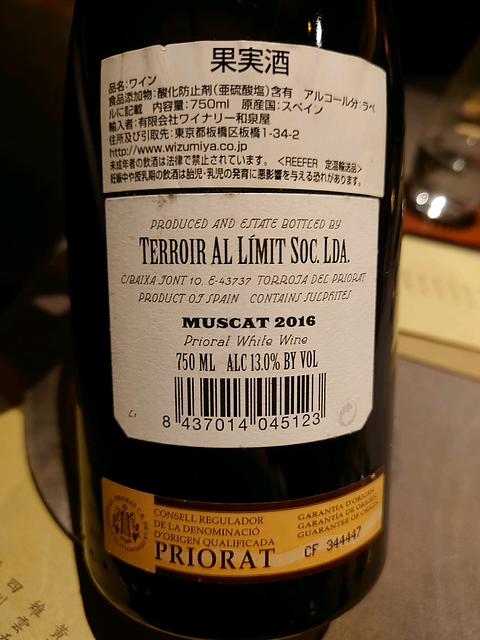 果実酒
品名:ワイン
食品添加物:酸化防止剤(亜硫酸塩)含有 アルコール分:ラベ
ルに記載 内容量:750ml 原産国:スペイン
輸入者:有限会社ワイナリー和泉屋
住所及び引取先:東京都板橋区板橋1-34-2
http://www.wizumiya.co.jp
未成年者の飲酒は法律で禁止されています。 <REEFER 定温輸送品>
妊娠中や授乳期の飲酒は胎児・乳児の発育に悪影響を与える恐れがあります。
PRODUCED AND ESTATE BOTTLED BY
TERROIR AL LÍMIT SOC. LDA.
C/BAIXA FONT 10, E-43737 TORROJA DEL PRIORAT
PRODUCT OF SPAIN CONTAINS SULPHITES
MUSCAT 2016
Priorat White Wine
750 ML ALC 13.0% BY VOL
L:
8 437014 045123
CONSELL REGULADOR
DE LA DENOMINACIÓ
D'ORIGEN QUALIFICADA
PRIORAT
GARANTIA D'ORIGEN
GARANTÍA DE ORIGEN
GUARANTEE OF ORIGIN
CF 344447